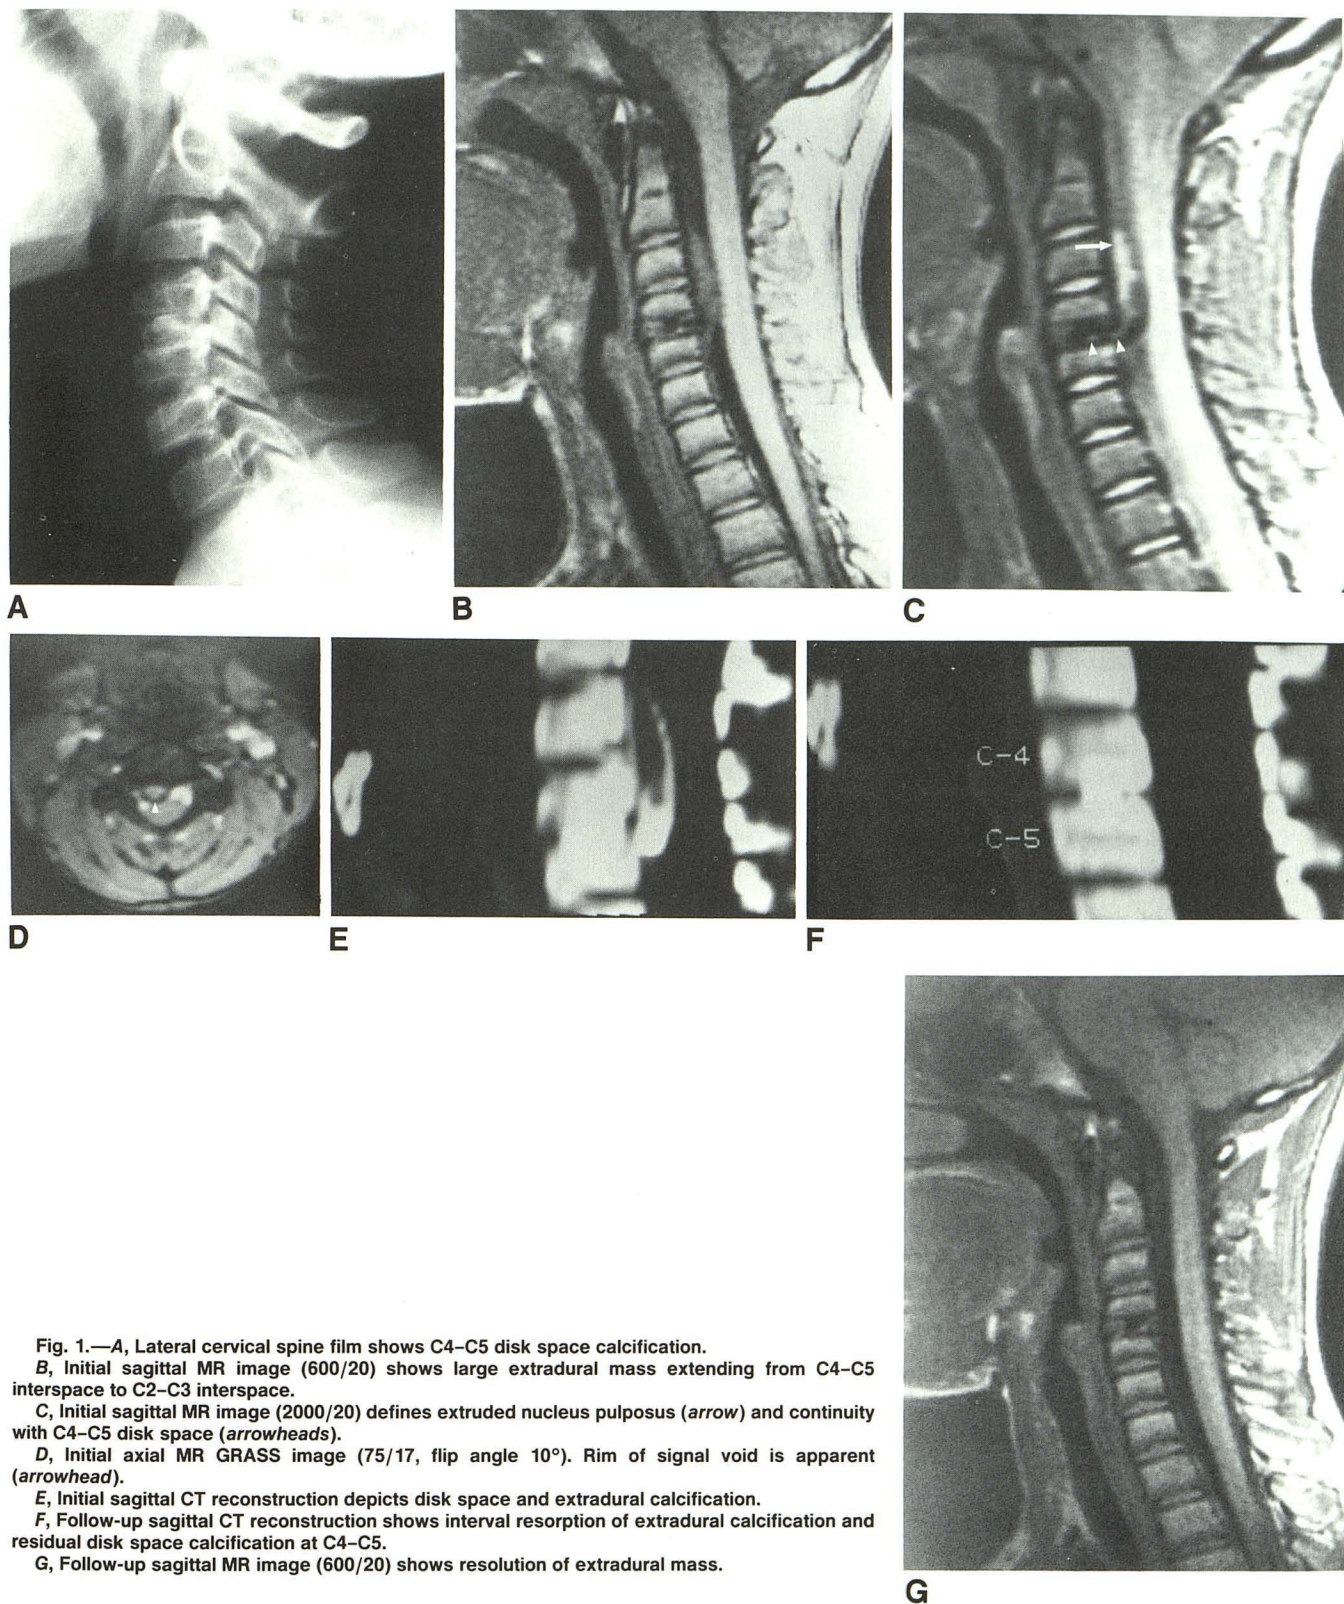 A
B
C
D
E
C-4
C-5
F
Fig. 1.—A, Lateral cervical spine film shows C4–C5 disk space calcification.
B, Initial sagittal MR image (600/20) shows large extradural mass extending from C4–C5
interspace to C2–C3 interspace.
C, Initial sagittal MR image (2000/20) defines extruded nucleus pulposus (arrow) and continuity
with C4–C5 disk space (arrowheads).
D, Initial axial MR GRASS image (75/17, flip angle 10°). Rim of signal void is apparent
(arrowhead).
E, Initial sagittal CT reconstruction depicts disk space and extradural calcification.
F, Follow-up sagittal CT reconstruction shows interval resorption of extradural calcification and
residual disk space calcification at C4–C5.
G, Follow-up sagittal MR image (600/20) shows resolution of extradural mass.
G